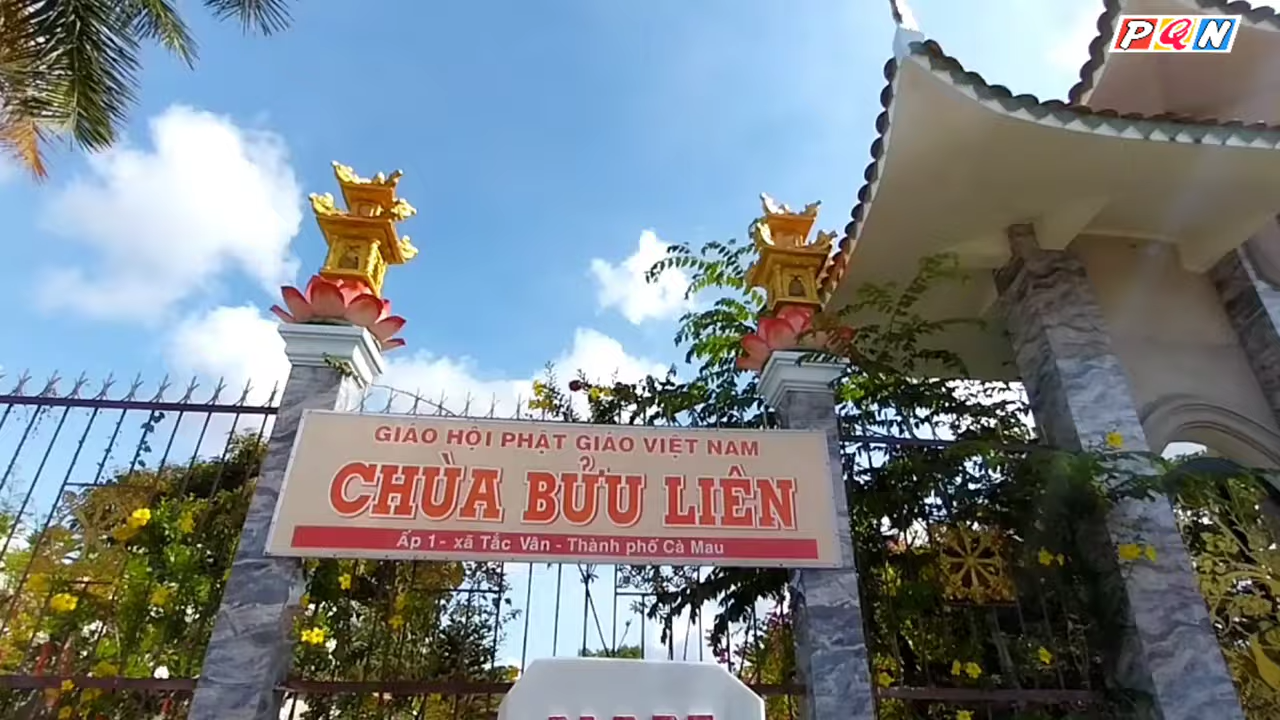 PQN
GIÁO HỘI PHẬT GIÁO VIỆT NAM
CHÙA BỬU LIÊN
Ấp 1 - xã Tắc Vân - Thành phố Cà Mau